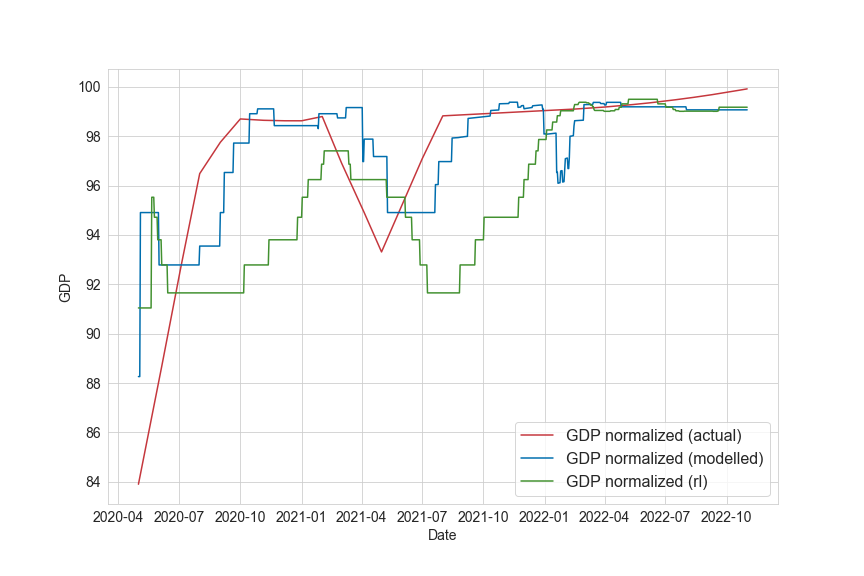 100
98
96
94
92
90
88
86
84
GDP
GDP normalized (actual)
GDP normalized (modelled)
GDP normalized (rl)
2020-04 2020-07 2020-10 2021-01 2021-04 2021-07 2021-10 2022-01 2022-04 2022-07 2022-10
Date